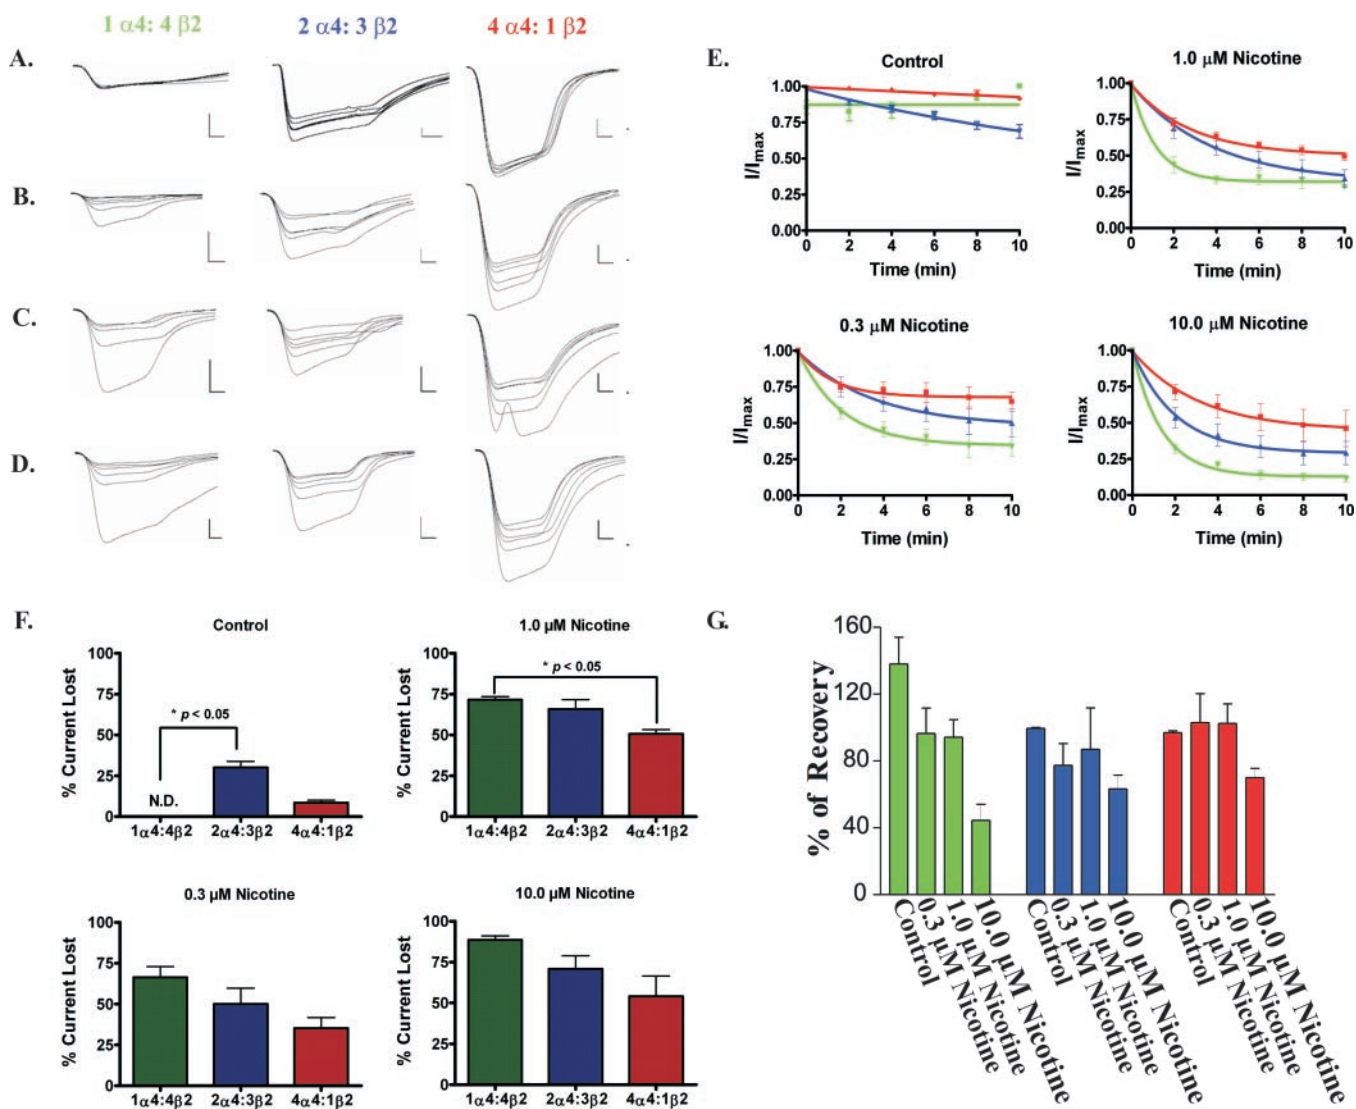 1 α4: 4 β2
2 α4: 3 β2
4 α4: 1 β2
A.
B.
C.
D.
E.
Control
I/Imax
1.00
0.75
0.50
0.25
0.00
0 2 4 6 8 10
Time (min)
1.0 μM Nicotine
I/Imax
1.00
0.75
0.50
0.25
0.00
0 2 4 6 8 10
Time (min)
0.3 μM Nicotine
I/Imax
1.00
0.75
0.50
0.25
0.00
0 2 4 6 8 10
Time (min)
10.0 μM Nicotine
I/Imax
1.00
0.75
0.50
0.25
0.00
0 2 4 6 8 10
Time (min)
F.
Control
% Current Lost
100
75
50
25
0
* p < 0.05
N.D.
1α4:4β2 2α4:3β2 4α4:1β2
1.0 μM Nicotine
% Current Lost
100
75
50
25
0
* p < 0.05
1α4:4β2 2α4:3β2 4α4:1β2
0.3 μM Nicotine
% Current Lost
100
75
50
25
0
1α4:4β2 2α4:3β2 4α4:1β2
10.0 μM Nicotine
% Current Lost
100
75
50
25
0
1α4:4β2 2α4:3β2 4α4:1β2
G.
% of Recovery
160
120
80
40
0
Control
0.3 μM Nicotine
1.0 μM Nicotine
10.0 μM Nicotine
Control
0.3 μM Nicotine
1.0 μM Nicotine
10.0 μM Nicotine
Control
0.3 μM Nicotine
1.0 μM Nicotine
10.0 μM Nicotine